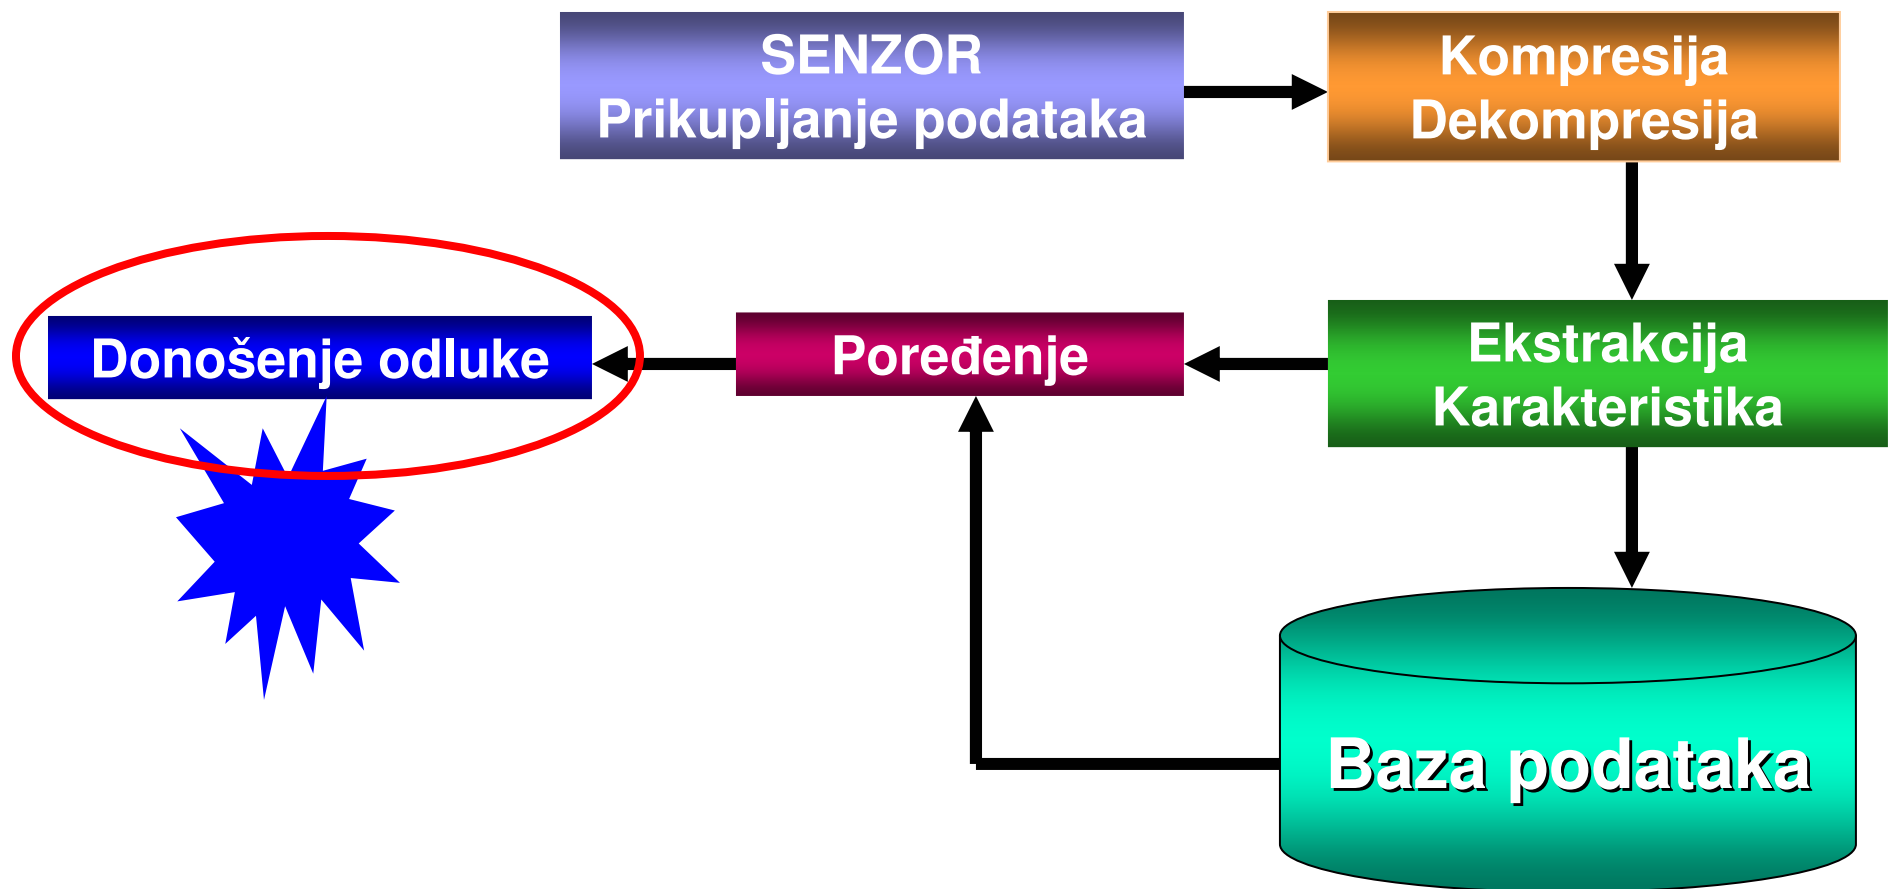 SENZOR
Prikupljanje podataka
Kompresija
Dekompresija
Donošenje odluke
Poređenje
Ekstrakcija
Karakteristika
Baza podataka